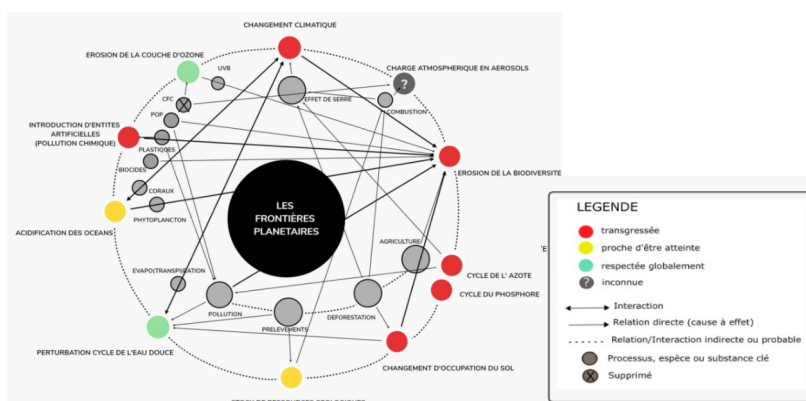 CHANGEMENT CLIMATIQUE
EROSION DE LA COUCHE D'OZONE
UVB
CHARGE ATMOSPHERIQUE EN AEROSOLS
?
CFC
EFFET DE SERRE
COMBUSTION
POP
INTRODUCTION D'ENTITES
ARTIFICIELLES
(POLLUTION CHIMIQUE)
PLASTIQUES
BIOCIDES
EROSION DE LA BIODIVERSITE
CORAUX
PHYTOPLANCTON
LES
FRONTIÈRES
PLANETAIRES
ACIDIFICATION DES OCEANS
AGRICULTURE
EVAPO(TRANSPI)RATION
CYCLE DE L' AZOTE
CYCLE DU PHOSPHORE
POLLUTION
PRELEVEMENTS
DEFORESTATION
PERTURBATION CYCLE DE L'EAU DOUCE
CHANGEMENT D'OCCUPATION DU SOL
LEGENDE
transgressée
proche d'être atteinte
respectée globalement
? inconnue
Interaction
Relation directe (cause à effet)
Relation/Interaction indirecte ou probable
Processus, espèce ou substance clé
Supprimé